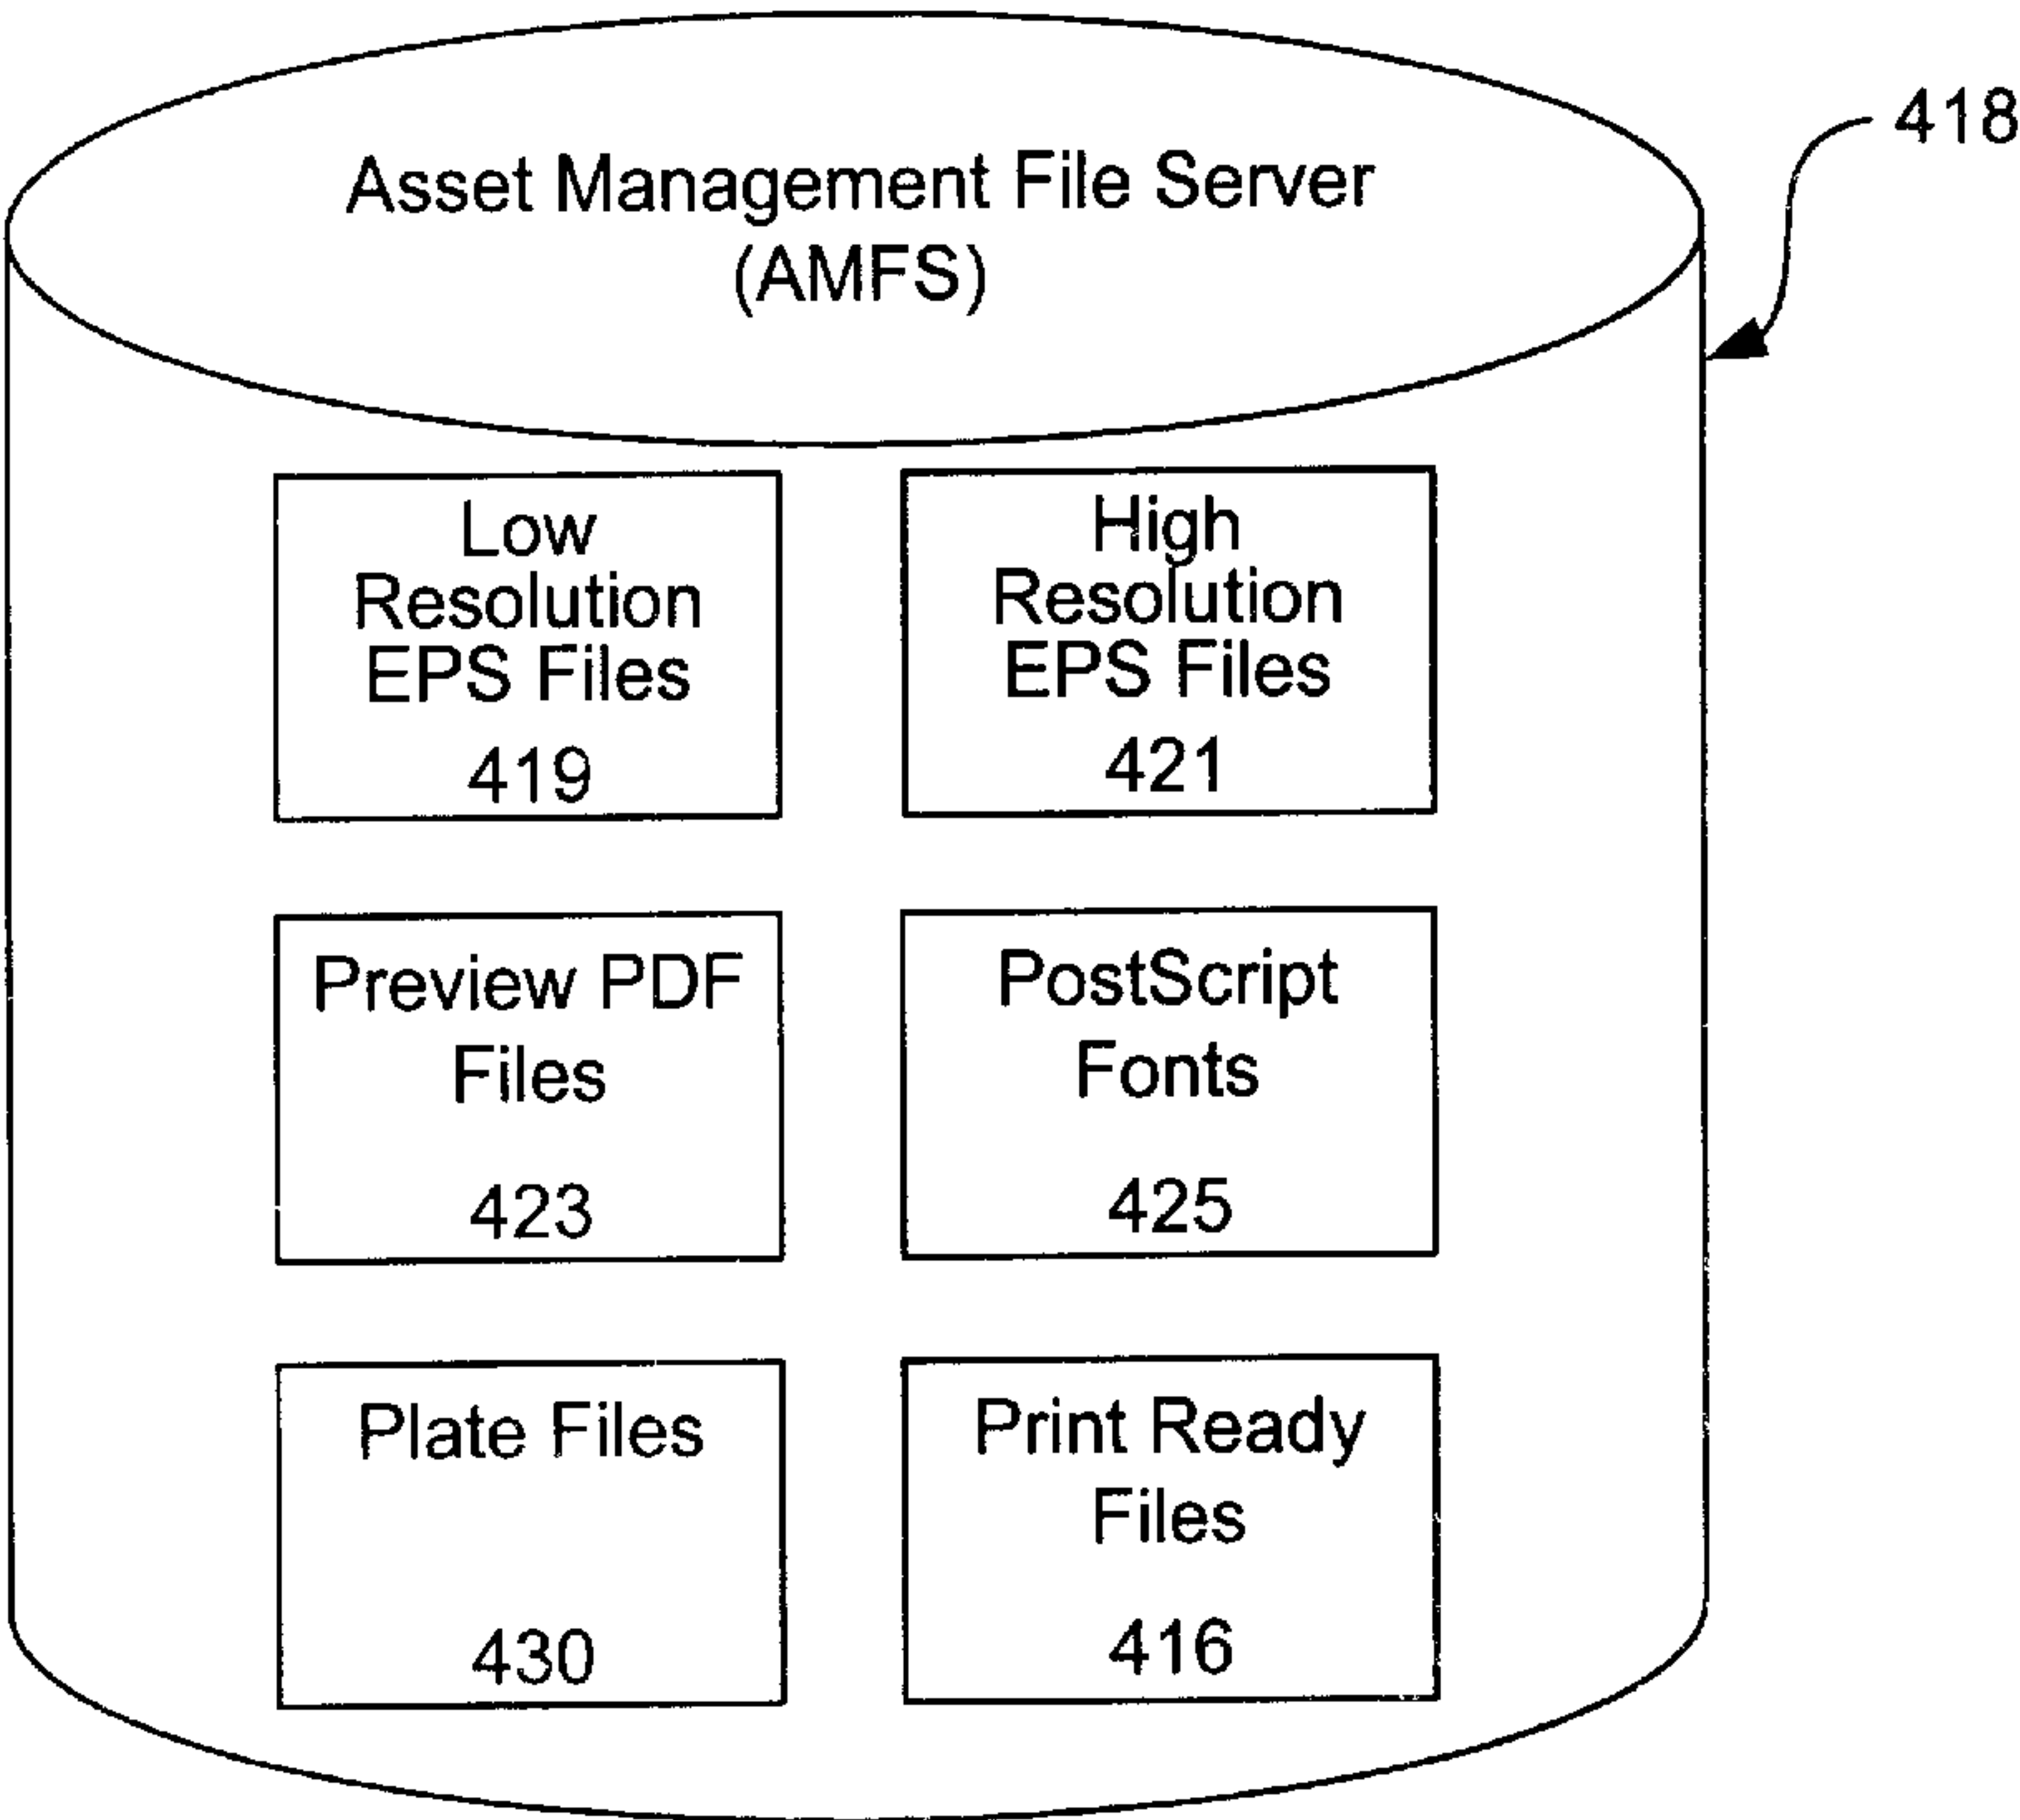 Asset Management File Server
(AMFS)
418
Low
Resolution
EPS Files
419
High
Resolution
EPS Files
421
Preview PDF
Files
423
PostScript
Fonts
425
Plate Files
430
Print Ready
Files
416